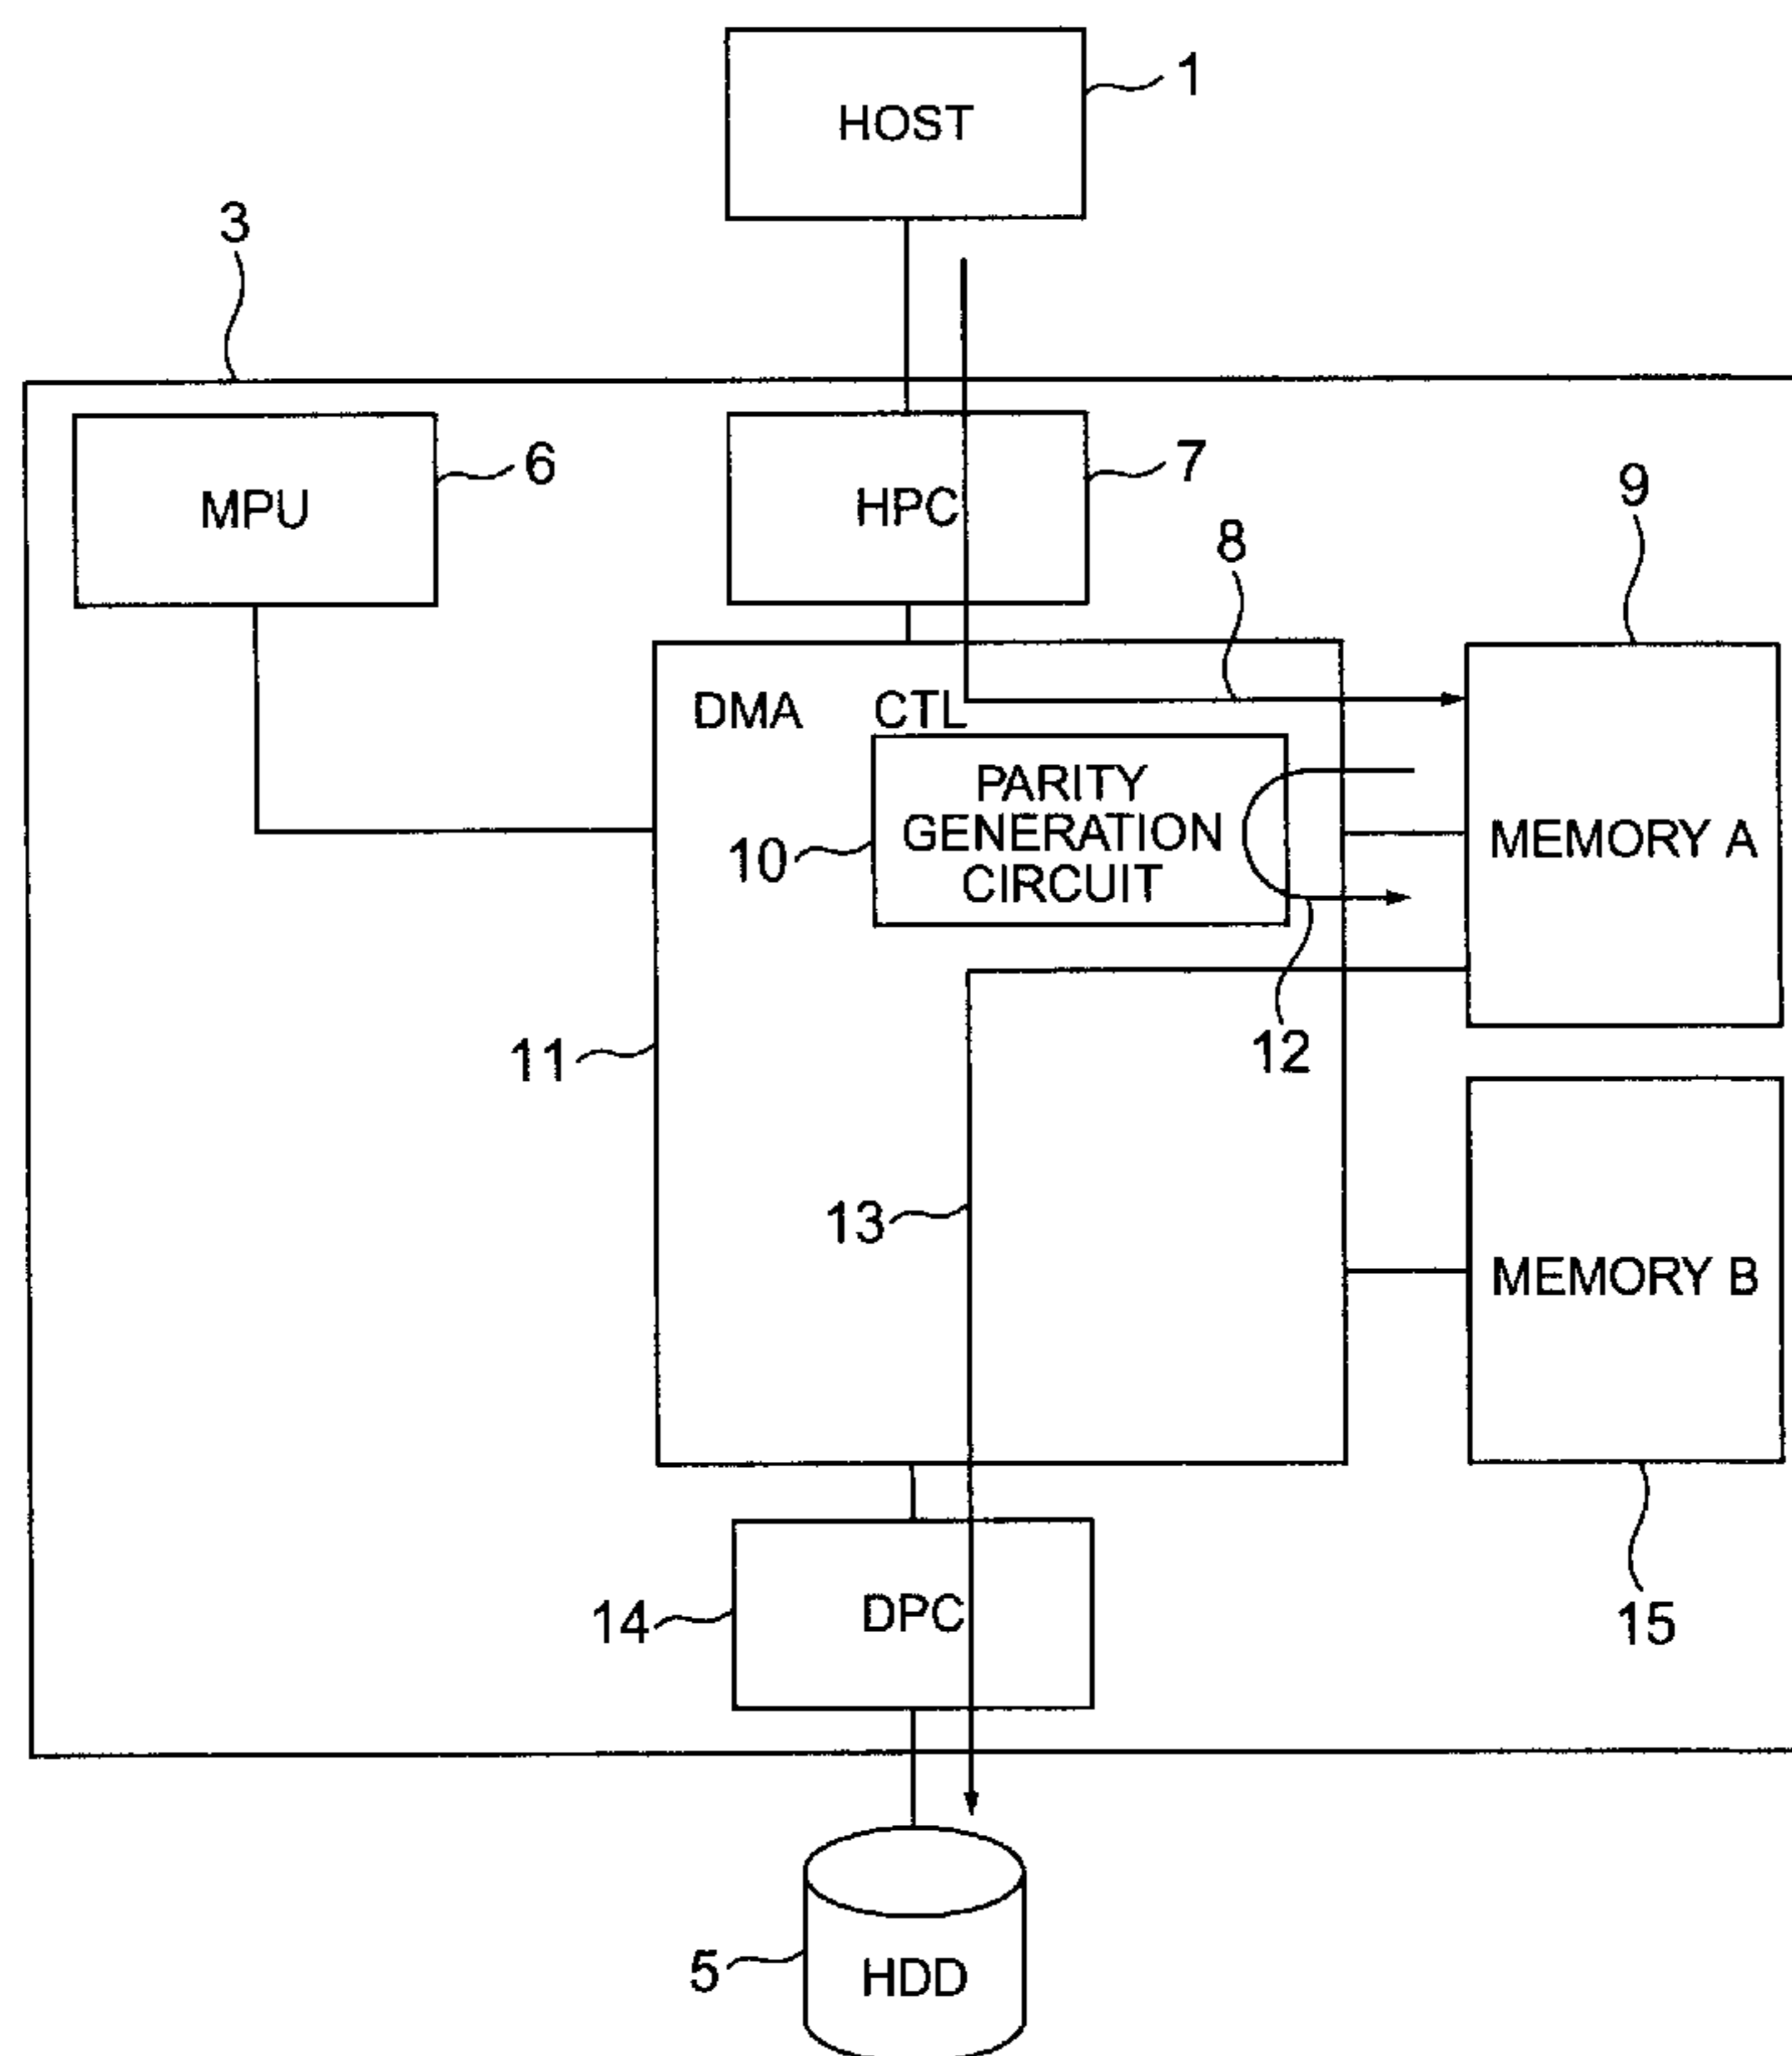 HOST
1
3
MPU
6
HPC
7
8
9
DMA CTL
PARITY
GENERATION
CIRCUIT
10
MEMORY A
12
11
13
MEMORY B
15
DPC
14
HDD
5